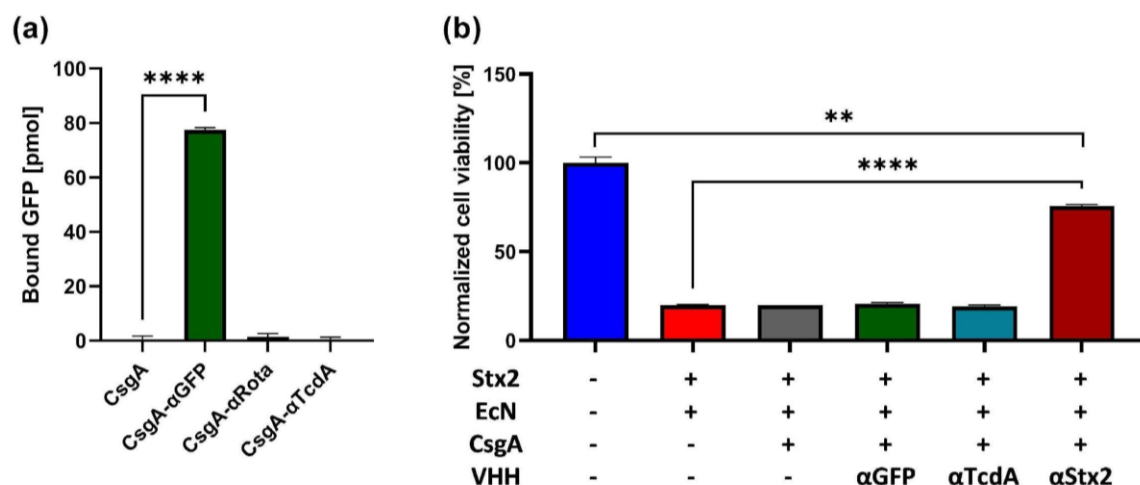 (a)
Bound GFP [pmol]
100
80
60
40
20
0
****
CsgA
CsgA-αGFP
CsgA-αRota
CsgA-αTcdA
(b)
Normalized cell viability [%]
150
100
50
0
**
****
Stx2 - + + + + +
EcN - + + + + +
CsgA - - + + + +
VHH - - - αGFP αTcdA αStx2